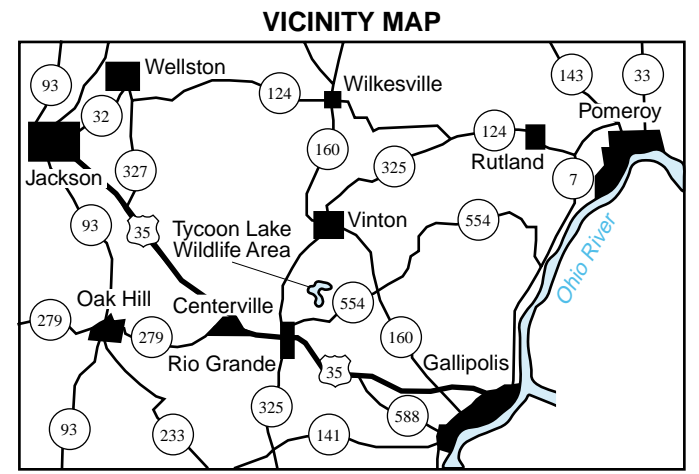 VICINITY MAP
93
Wellston
143
33
32
124
Wilkesville
Pomeroy
124
Rutland
Jackson
327
160
325
7
93
35
Tycoon Lake
Wildlife Area
Vinton
554
Ohio River
Oak Hill
Centerville
554
279
279
Rio Grande
160
Gallipolis
35
325
588
93
233
141